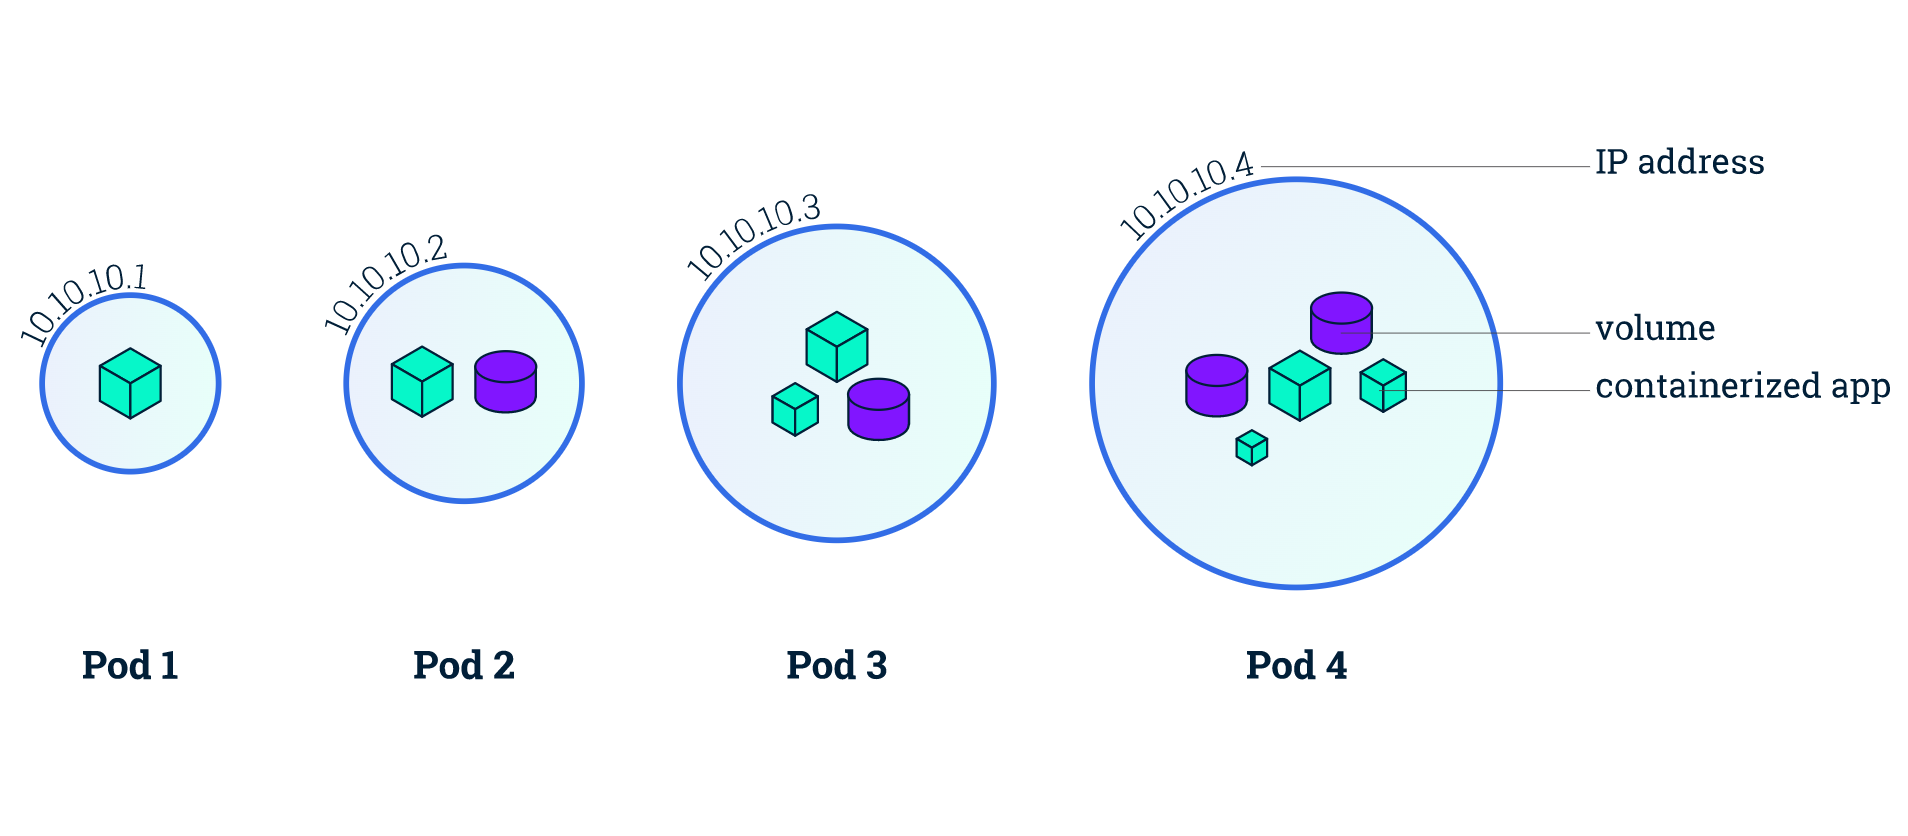 10.10.10.1
10.10.10.2
10.10.10.3
10.10.10.4
IP address
volume
containerized app
Pod 1
Pod 2
Pod 3
Pod 4